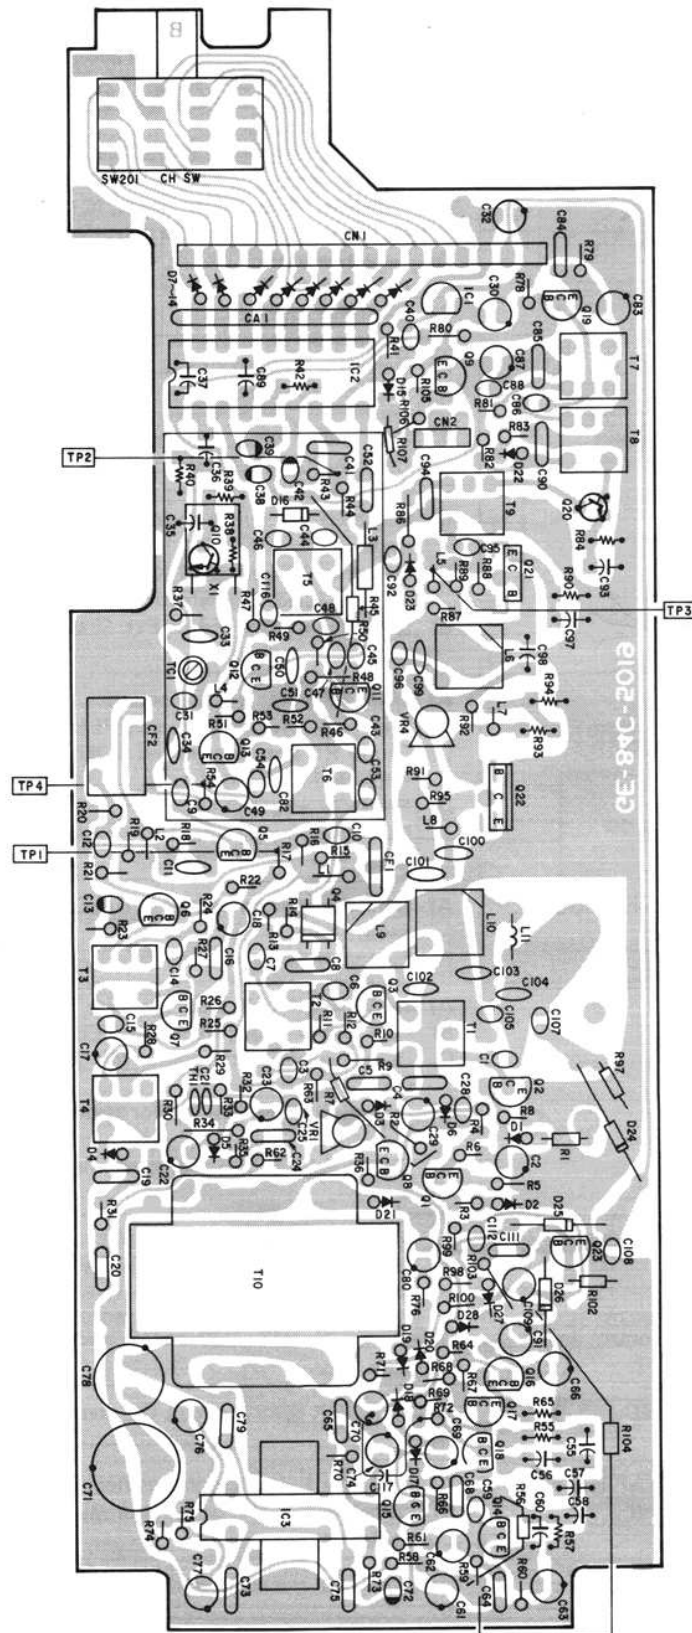 B
SW201 CH SW
C32
C84
R79
CN1
D7~14
C40
IC1
C30
R78
B C E
Q19
C83
CA1
R41
R80
C85
T7
C37
C89
R42
IC2
D15
R105
E C B
Q9
C87
C88
C86
R106
R81
TP2
C36
C39
C41
C52
R107
CN2
R83
R82
D22
C90
T8
R40
R39
C38
C42
R43
R44
C94
T9
Q20
D16
C35
Q10
R38
C46
C44
L3
R86
C95
E C B
Q21
R84
C93
X1
T5
C92
D23
L5
R89
R88
R90
R37
R47
C116
R45
R87
TP3
C33
R49
C48
R50
C97
TC1
Q12
B C E
C60
C45
C96
C99
L6
C98
C31
L4
C51
C47
R48
Q11
B C E
R51
R53
R52
R46
C43
VR4
R92
L7
R94
CF2
C34
Q13
B C E
R93
GE-84C-5019
TP4
R54
C54
C82
T6
C53
R91
B C E
Q22
C9
C49
R95
R20
L8
C12
R19
L2
R18
Q5
R16
C10
R15
TP1
C100
R21
C11
R17
L1
CF1
C101
R22
C13
Q6
B C E
R24
C18
R14
Q4
L9
L10
L11
R23
R13
T3
C14
R27
C16
C7
C8
C102
C103
C104
C6
Q3
B C E
C15
Q7
B C E
R26
R25
T2
R11
R12
R10
T1
C105
C107
C17
R28
R29
C3
R63
R9
C1
T4
R30
TH1
C21
R33
R32
C23
R7
C5
C4
C28
Q2
B C E
R97
C25
VR1
D3
R2
D6
R4
R8
D24
R34
D5
R35
C29
D1
R1
D4
C22
R62
C24
R36
E C B
Q8
R6
C2
C19
B C E
Q1
R5
R31
D21
R3
D2
D25
R99
C112
C111
B C E
Q23
C108
C20
T10
C80
R103
R98
R76
C109
D26
R102
R100
D27
D28
C91
D19
D20
R64
C78
R71
R68
R67
Q16
B C E
C66
D18
R69
C76
C79
C65
C70
R72
Q17
B C E
R65
R55
R104
C69
C71
R70
C74
C117
D17
Q18
B C E
C55
C56
C68
C57
R66
C59
R75
IC3
Q15
B C E
Q14
B C E
R56
C60
C58
R57
R74
R61
C62
R58
R59
C77
C73
C75
R73
C72
C61
C64
R60
C63